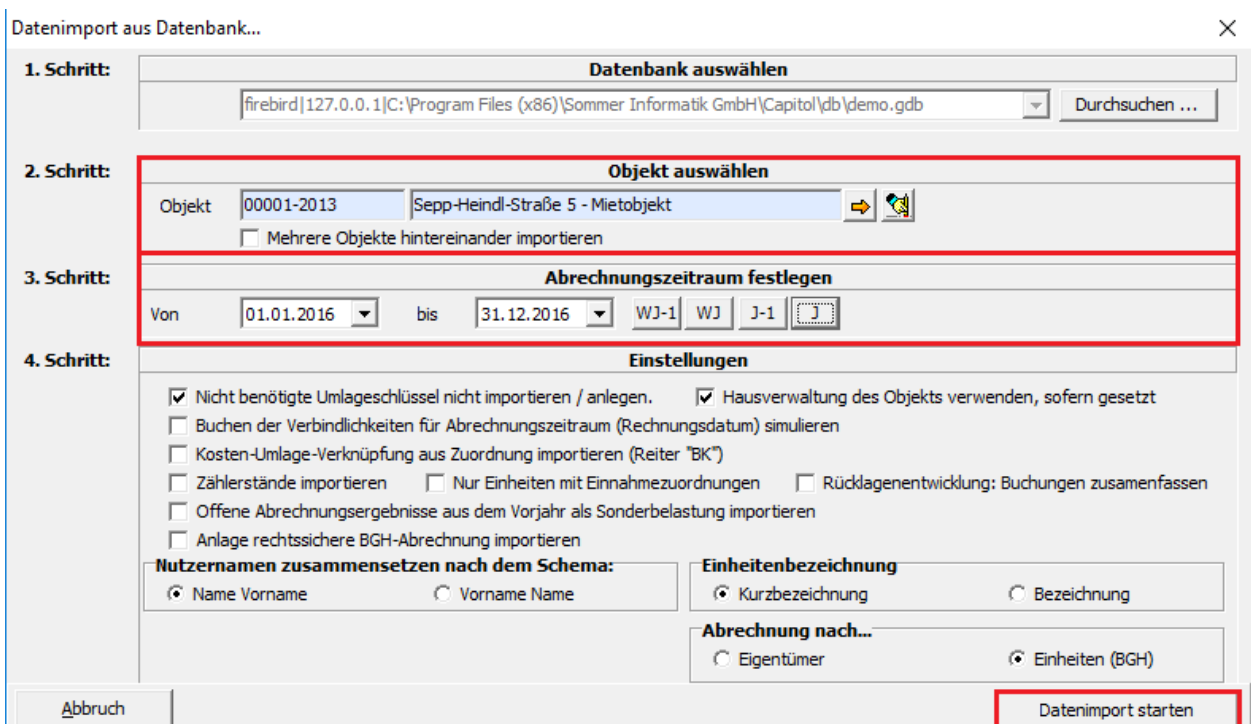 Datenimport aus Datenbank...
1. Schritt: Datenbank auswählen
firebird|127.0.0.1|C:\Program Files (x86)\Sommer Informatik GmbH\Capitol\db\demo.gdb Durchsuchen ...
2. Schritt: Objekt auswählen
Objekt 00001-2013 Sepp-Heindl-Straße 5 - Mietobjekt
Mehrere Objekte hintereinander importieren
3. Schritt: Abrechnungszeitraum festlegen
Von 01.01.2016 bis 31.12.2016 WJ-1 WJ J-1 J
4. Schritt: Einstellungen
Nicht benötigte Umlageschlüssel nicht importieren / anlegen. Hausverwaltung des Objekts verwenden, sofern gesetzt
Buchen der Verbindlichkeiten für Abrechnungszeitraum (Rechnungsdatum) simulieren
Kosten-Umlage-Verknüpfung aus Zuordnung importieren (Reiter "BK")
Zählerstände importieren Nur Einheiten mit Einnahmezuordnungen Rücklagenentwicklung: Buchungen zusamenfassen
Offene Abrechnungsergebnisse aus dem Vorjahr als Sonderbelastung importieren
Anlage rechtssichere BGH-Abrechnung importieren
Nutzernamen zusammensetzen nach dem Schema: Einheitenbezeichnung
Name Vorname Vorname Name Kurzbezeichnung Bezeichnung
Abrechnung nach...
Eigentümer Einheiten (BGH)
Abbruch Datenimport starten